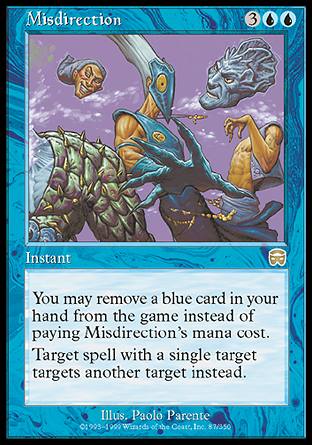 Misdirection 3
Instant
You may remove a blue card in your
hand from the game instead of
paying Misdirection's mana cost.
Target spell with a single target
targets another target instead.
Illus. Paolo Parente
©1993-1999 Wizards of the Coast, Inc. 87/350